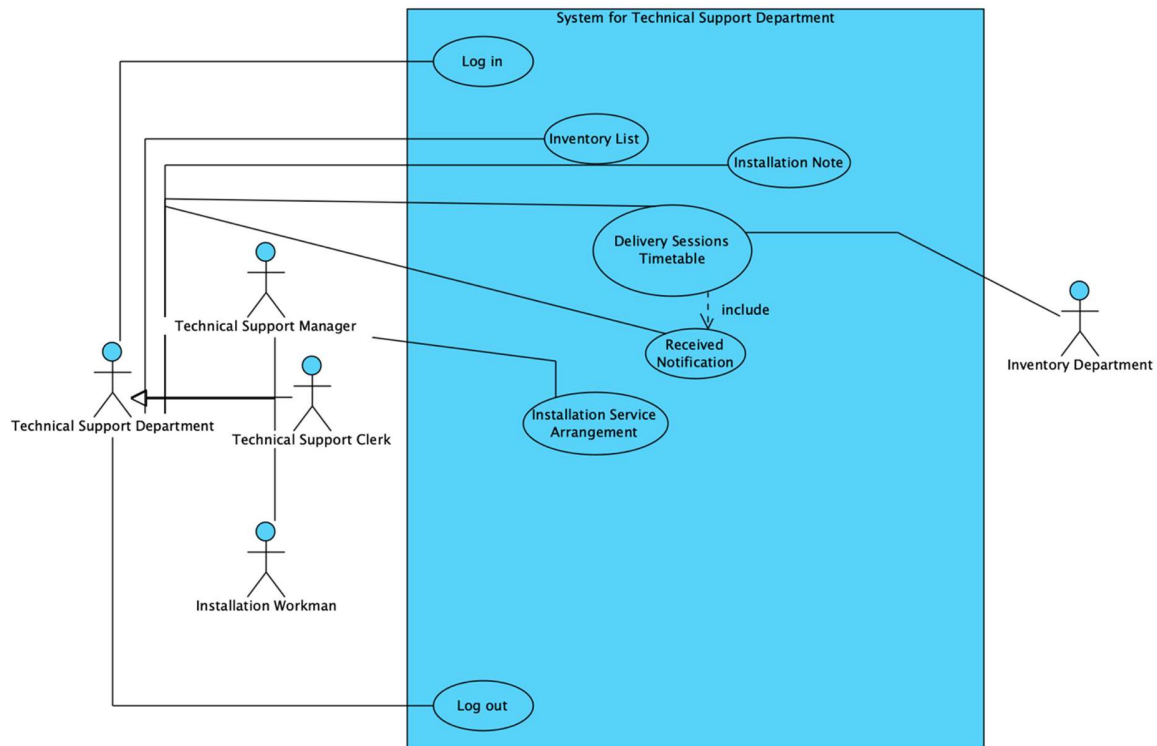 System for Technical Support Department
Log in
Inventory List
Installation Note
Delivery Sessions
Timetable
include
Received
Notification
Technical Support Manager
Inventory Department
Installation Service
Arrangement
Technical Support Department
Technical Support Clerk
Installation Workman
Log out